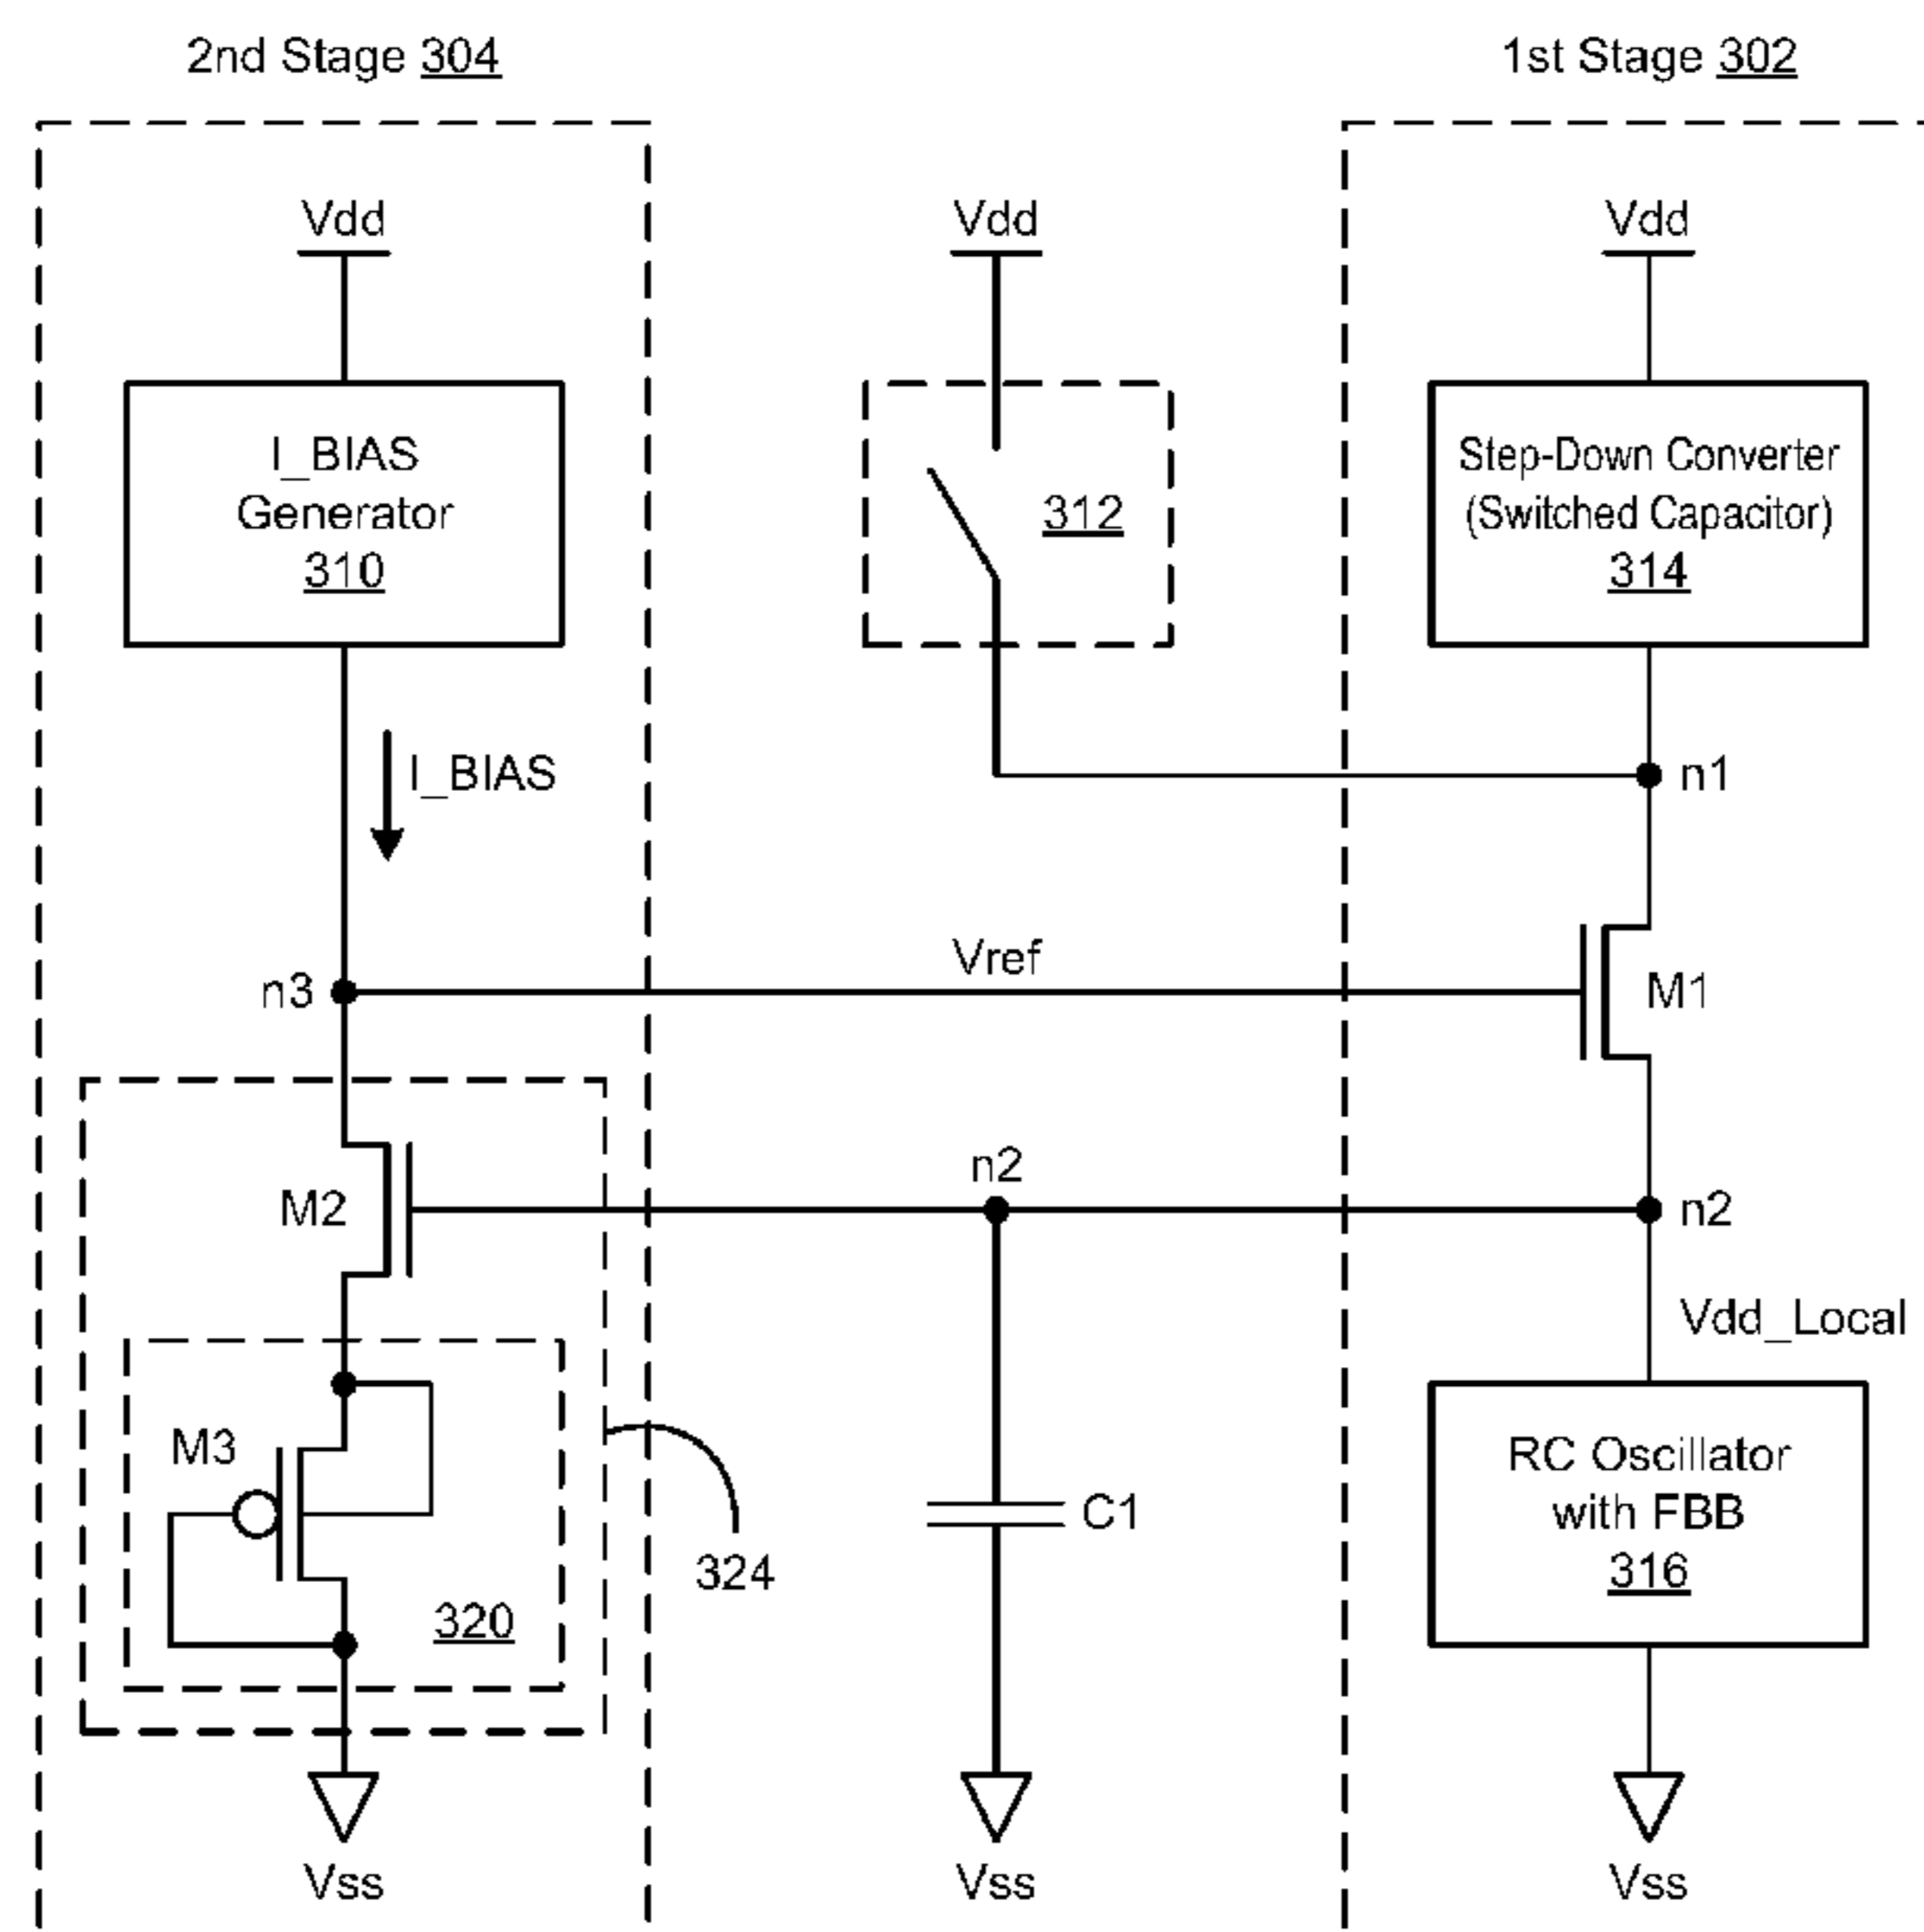 2nd Stage 304
1st Stage 302
Vdd
Vdd
Vdd
I_BIAS
Generator
310
312
Step-Down Converter
(Switched Capacitor)
314
I_BIAS
n1
Vref
n3
M1
n2
M2
n2
Vdd_Local
M3
C1
RC Oscillator
with FBB
316
324
320
Vss
Vss
Vss